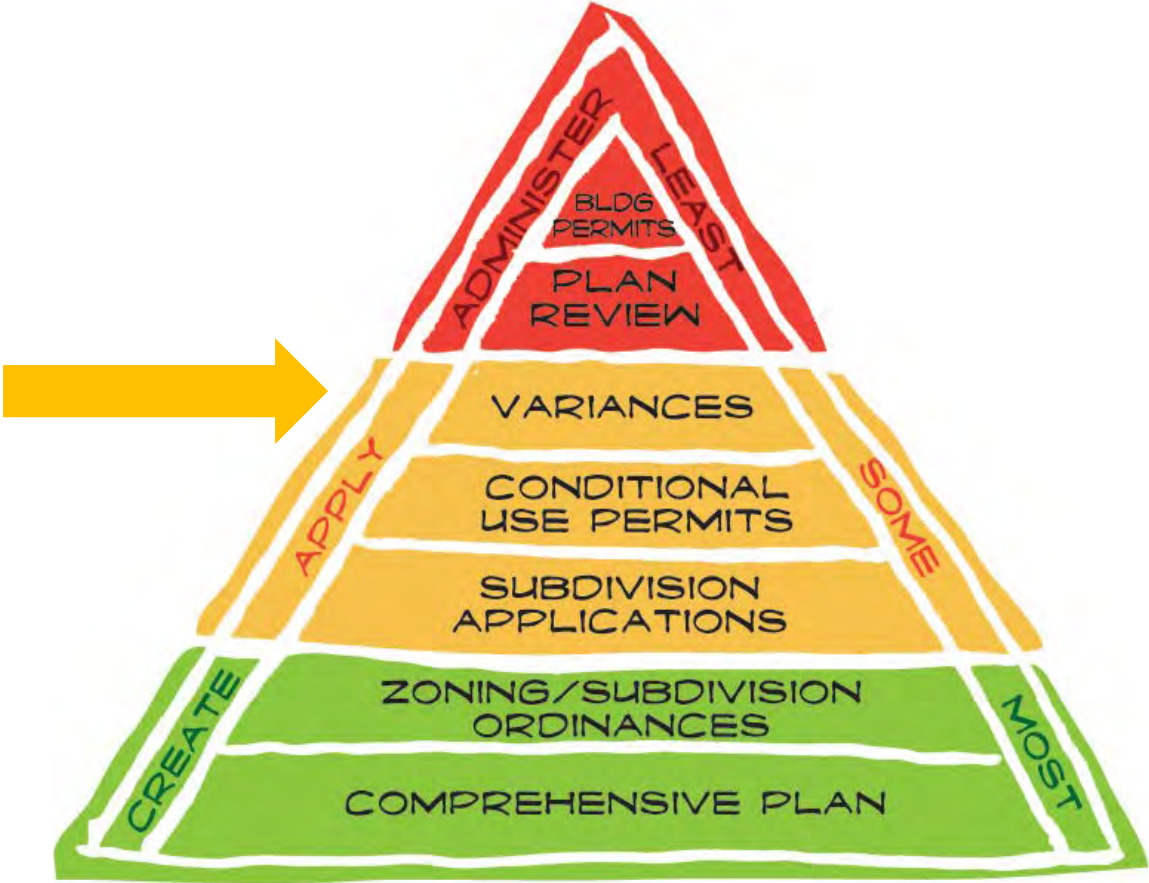 ADMINISTER
LEAST
BLDG
PERMITS
PLAN
REVIEW
APPLY
SOME
VARIANCES
CONDITIONAL
USE PERMITS
SUBDIVISION
APPLICATIONS
CREATE
MOST
ZONING/SUBDIVISION
ORDINANCES
COMPREHENSIVE PLAN